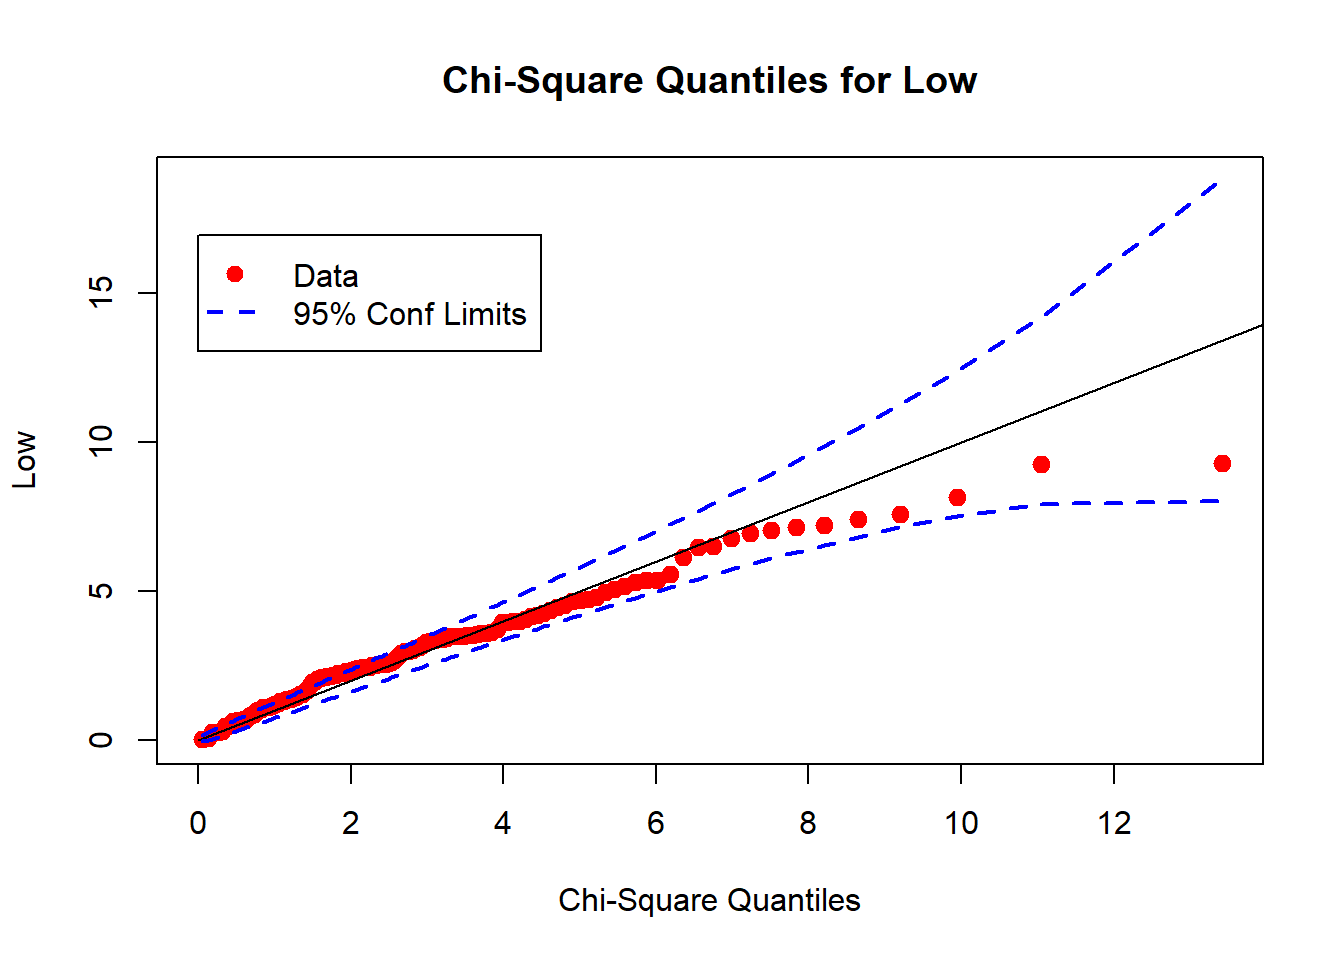 Chi-Square Quantiles for Low
Data
95% Conf Limits
Low
15
10
5
0
0 2 4 6 8 10 12
Chi-Square Quantiles